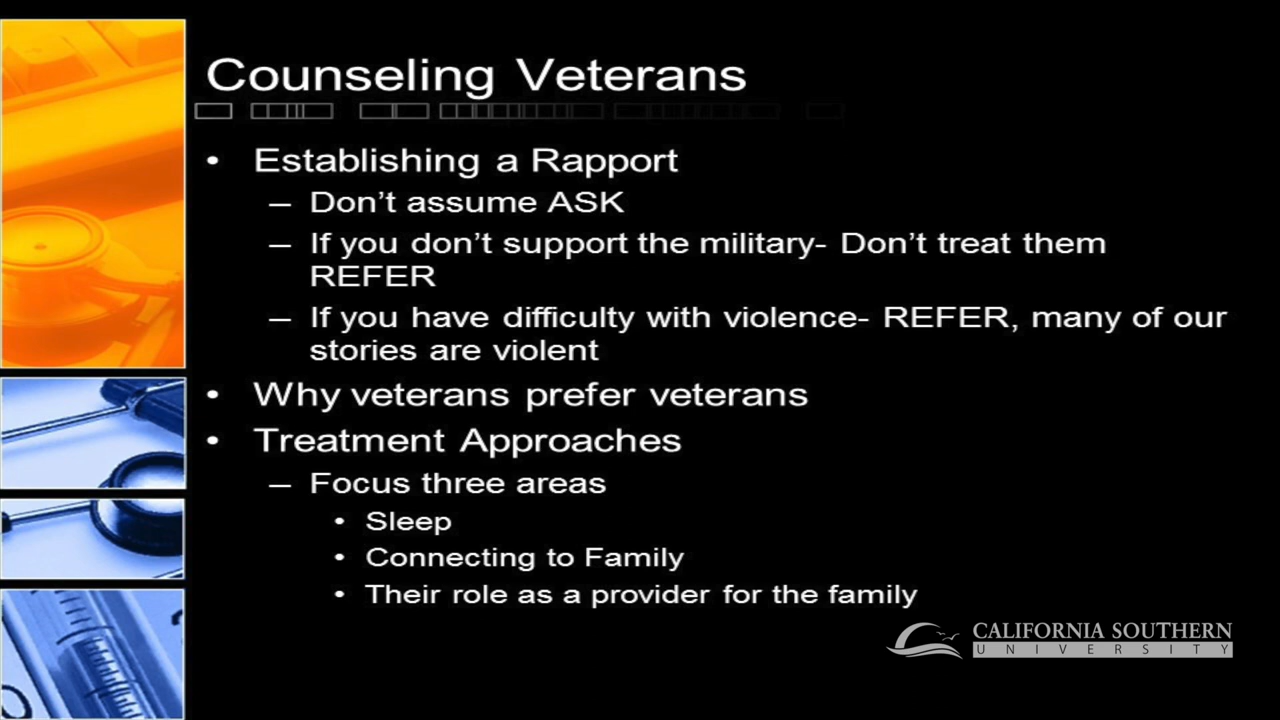 Counseling Veterans
• Establishing a Rapport
– Don't assume ASK
– If you don't support the military- Don't treat them
REFER
– If you have difficulty with violence- REFER, many of our
stories are violent
• Why veterans prefer veterans
• Treatment Approaches
– Focus three areas
• Sleep
• Connecting to Family
• Their role as a provider for the family
CALIFORNIA SOUTHERN
UNIVERSITY